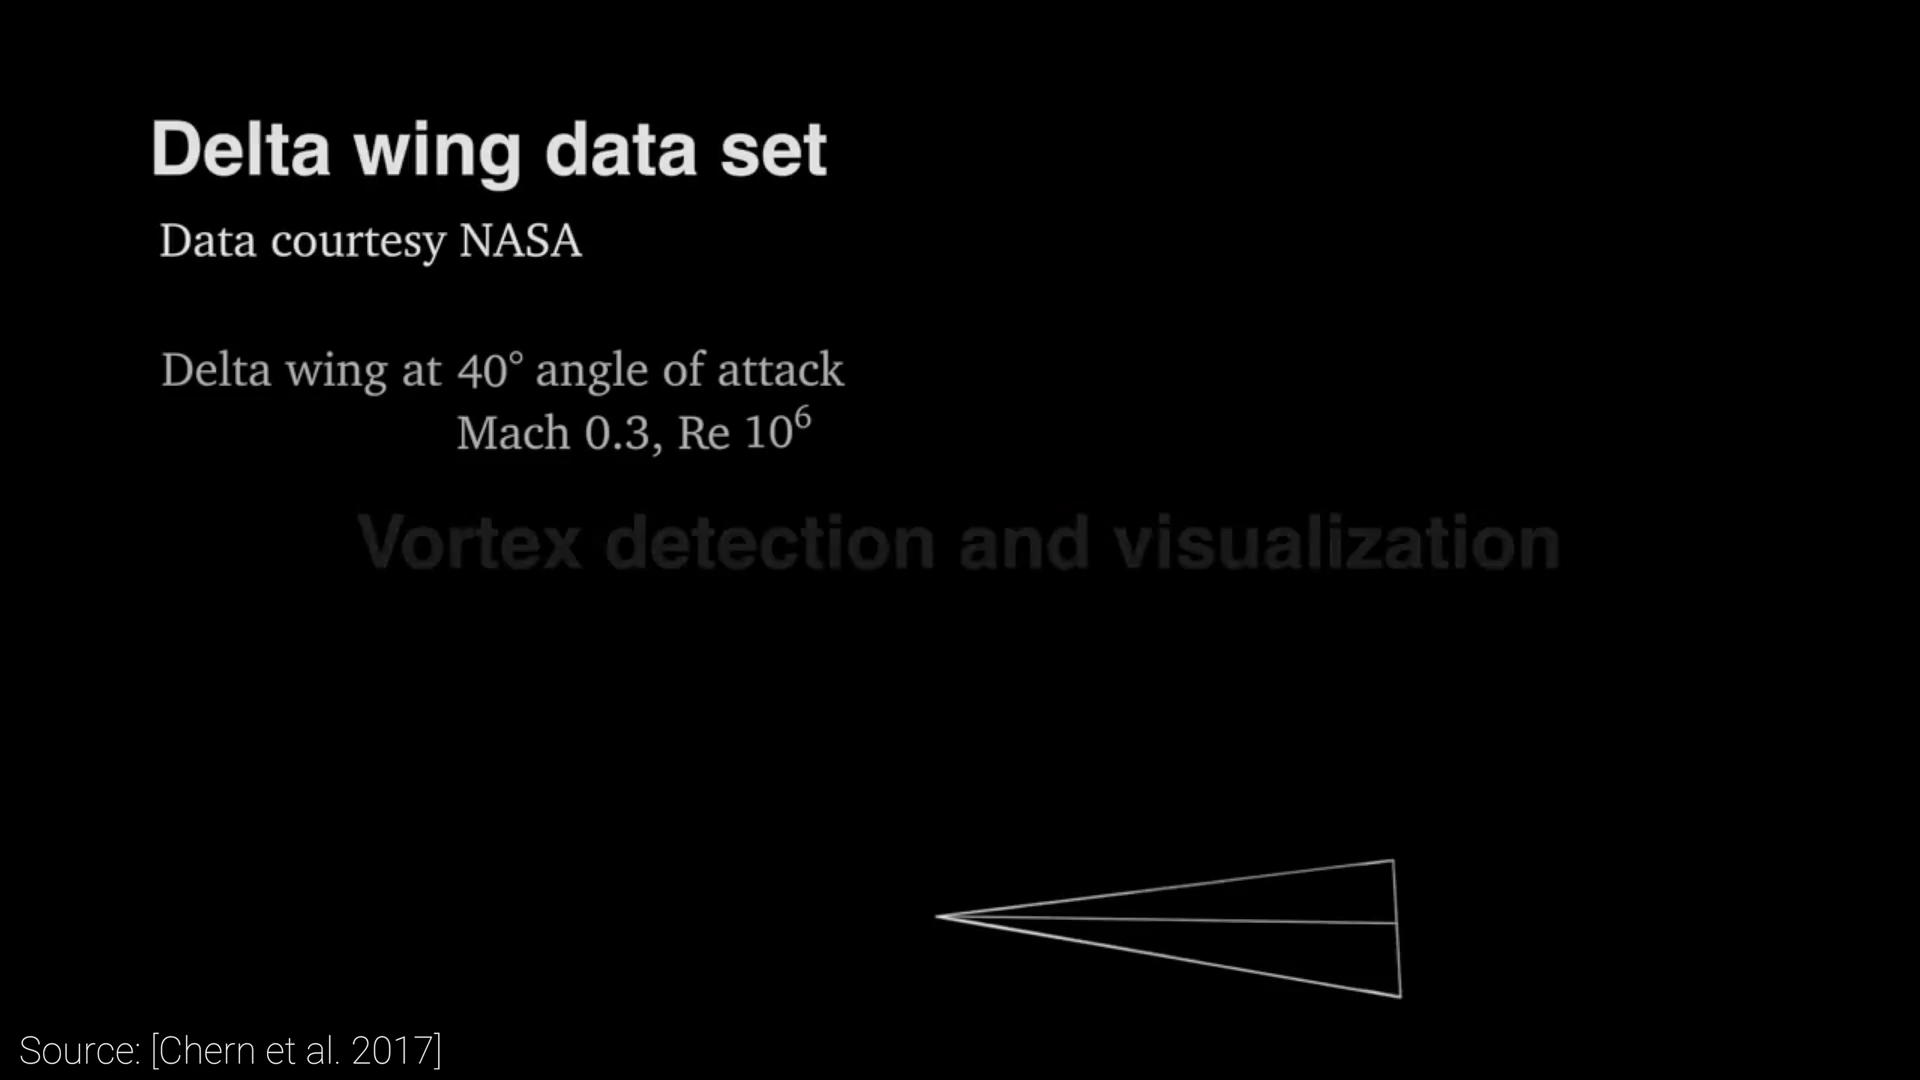 Delta wing data set
Data courtesy NASA
Delta wing at 40° angle of attack
Mach 0.3, Re 10⁶
Vortex detection and visualization
Source: [Chern et al. 2017]